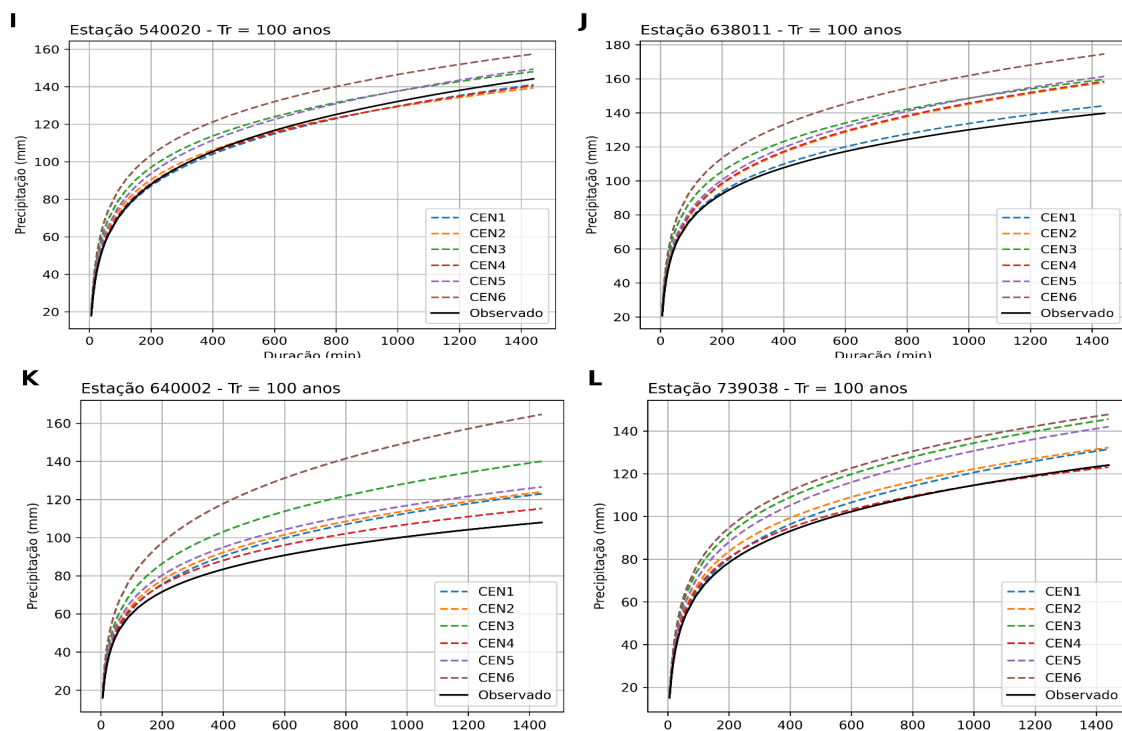 I
Estação 540020 - Tr = 100 anos
160
140
120
100
80
60
40
20
Precipitação (mm)
0 200 400 600 800 1000 1200 1400
Duração (min)
CEN1
CEN2
CEN3
CEN4
CEN5
CEN6
Observado
J
Estação 638011 - Tr = 100 anos
180
160
140
120
100
80
60
40
20
Precipitação (mm)
0 200 400 600 800 1000 1200 1400
Duração (min)
CEN1
CEN2
CEN3
CEN4
CEN5
CEN6
Observado
K
Estação 640002 - Tr = 100 anos
160
140
120
100
80
60
40
20
Precipitação (mm)
0 200 400 600 800 1000 1200 1400
CEN1
CEN2
CEN3
CEN4
CEN5
CEN6
Observado
L
Estação 739038 - Tr = 100 anos
140
120
100
80
60
40
20
Precipitação (mm)
0 200 400 600 800 1000 1200 1400
CEN1
CEN2
CEN3
CEN4
CEN5
CEN6
Observado